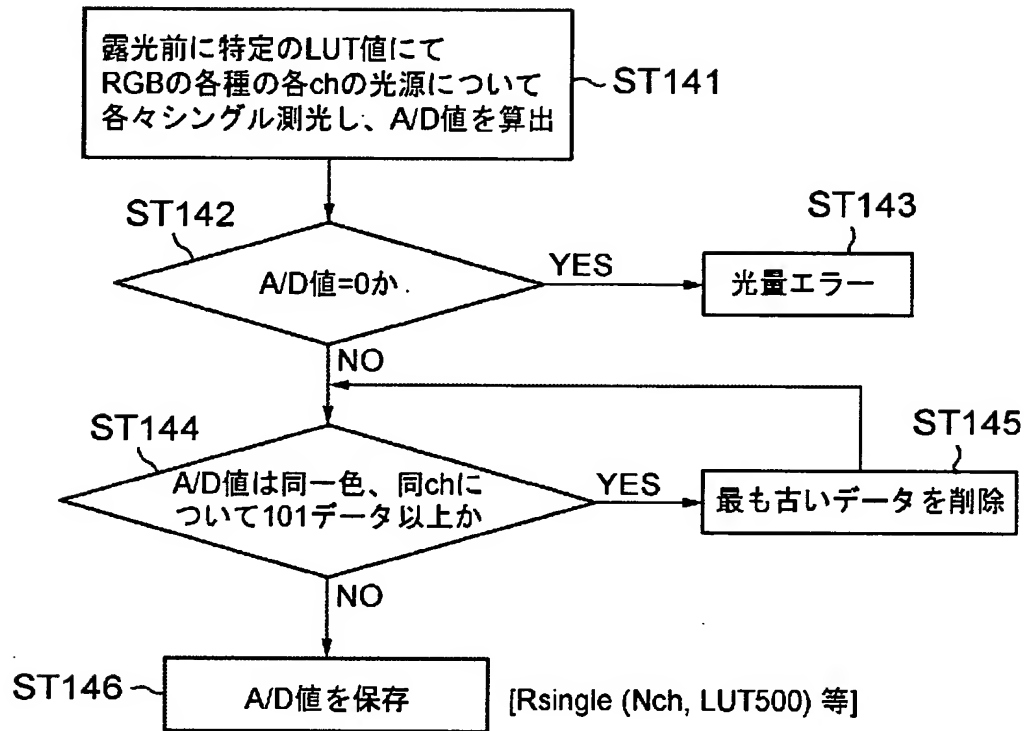 露光前に特定のLUT値にて
RGBの各種の各chの光源について
各々シングル測光し、A/D値を算出
ST141
ST142
A/D値=0か
YES
ST143
光量エラー
NO
ST144
A/D値は同一色、同chに
ついて101データ以上か
YES
ST145
最も古いデータを削除
NO
ST146
A/D値を保存
[Rsingle (Nch, LUT500) 等]